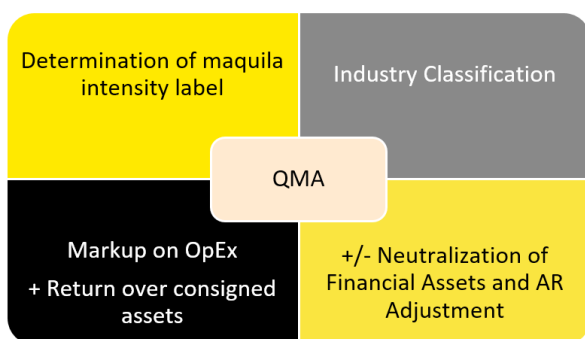 Determination of maquila
intensity label
Industry Classification
QMA
Markup on OpEx
+ Return over consigned
assets
+/- Neutralization of
Financial Assets and AR
Adjustment